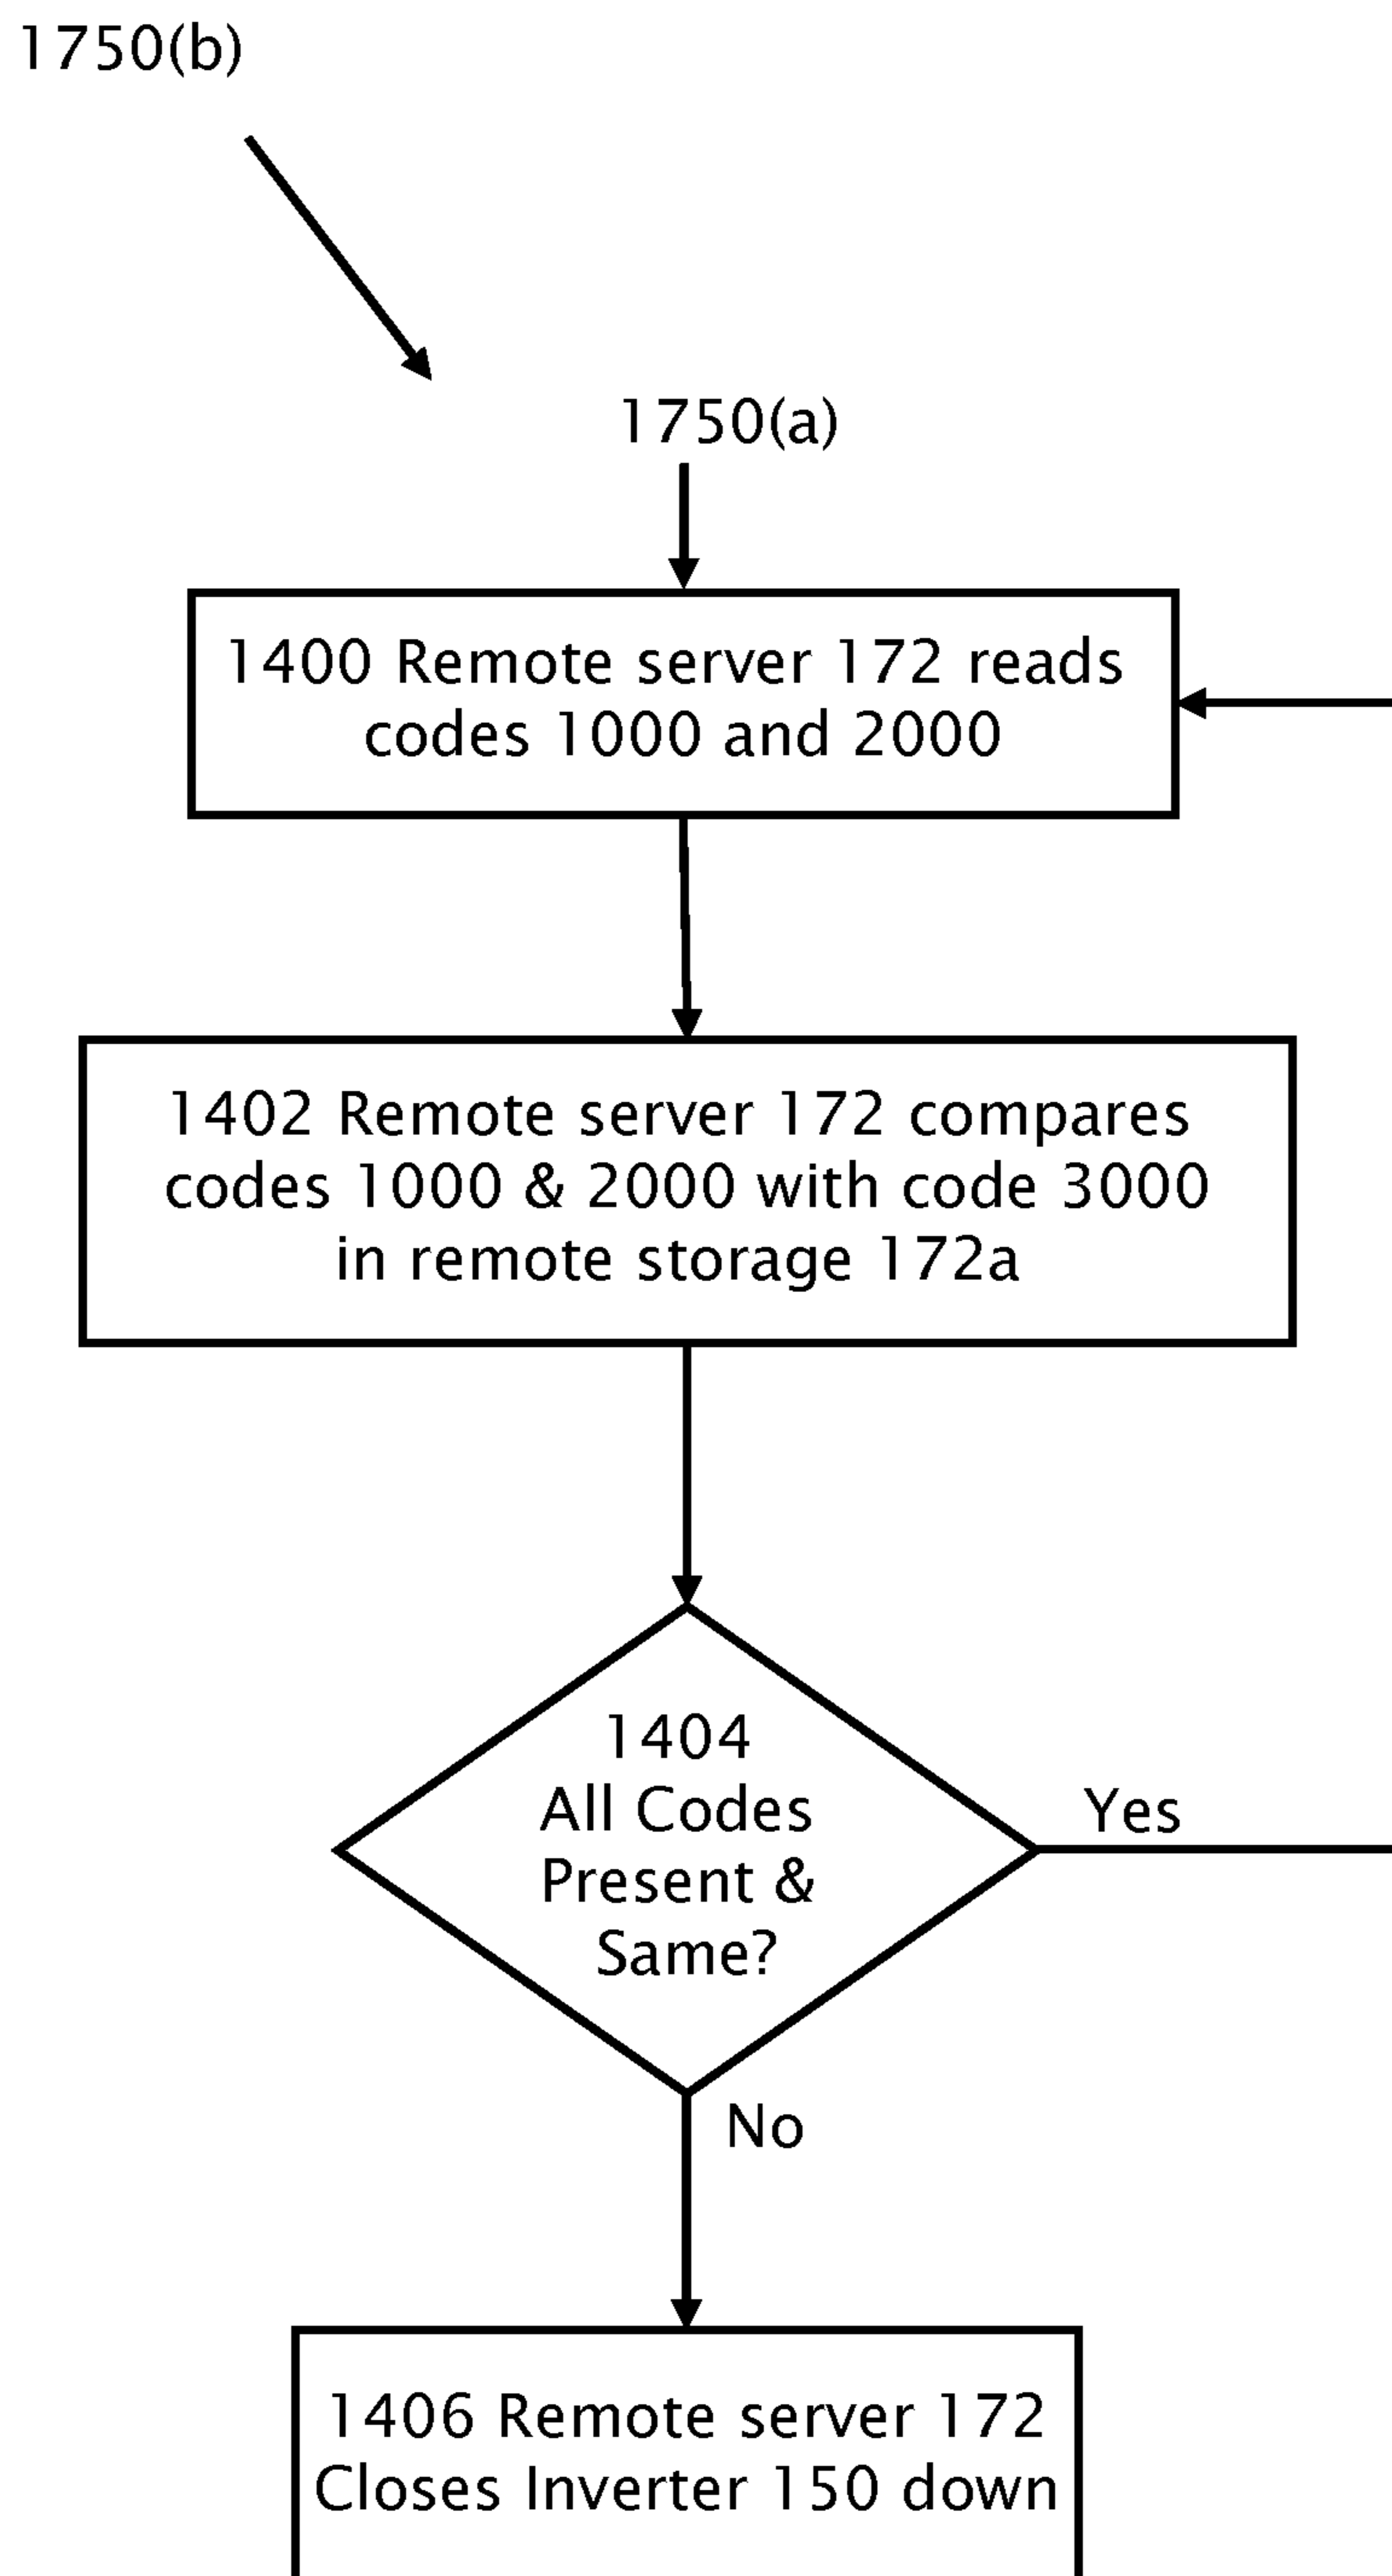 1750(b)
1750(a)
1400 Remote server 172 reads
codes 1000 and 2000
1402 Remote server 172 compares
codes 1000 & 2000 with code 3000
in remote storage 172a
1404
All Codes
Present &
Same?
Yes
No
1406 Remote server 172
Closes Inverter 150 down